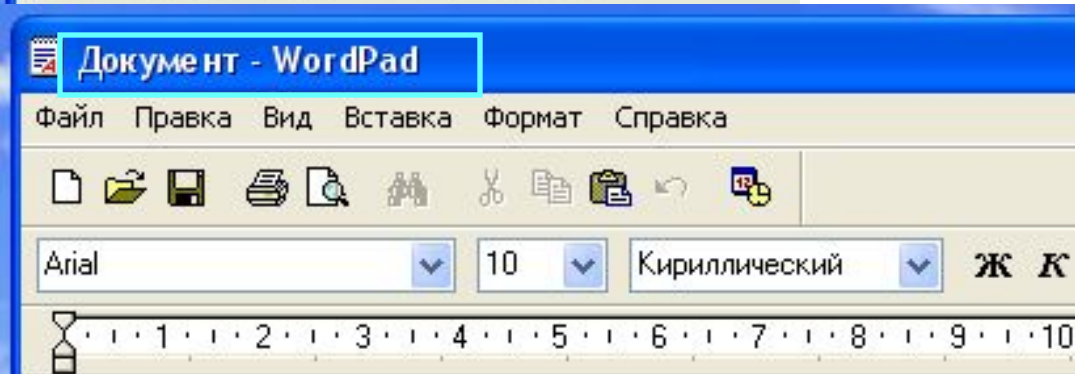 Документ - WordPad
Файл Правка Вид Вставка Формат Справка
12
Arial 10 Кириллический Ж К
1 2 3 4 5 6 7 8 9 10